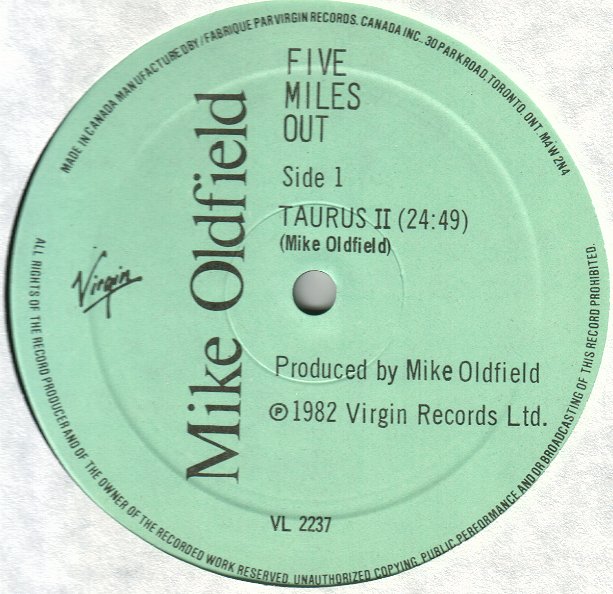 MADE IN CANADA MANUFACTURED BY / FABRIQUE PAR VIRGIN RECORDS, CANADA INC., 30 PARK ROAD, TORONTO, ONT. M4W 2N4
FIVE
MILES
OUT
Mike Oldfield
Side 1
TAURUS II (24:49)
(Mike Oldfield)
Virgin
Produced by Mike Oldfield
℗1982 Virgin Records Ltd.
VL 2237
ALL RIGHTS OF THE RECORD PRODUCER AND OF THE OWNER OF THE RECORDED WORK RESERVED. UNAUTHORIZED COPYING, PUBLIC PERFORMANCE AND/OR BROADCASTING OF THIS RECORD PROHIBITED.